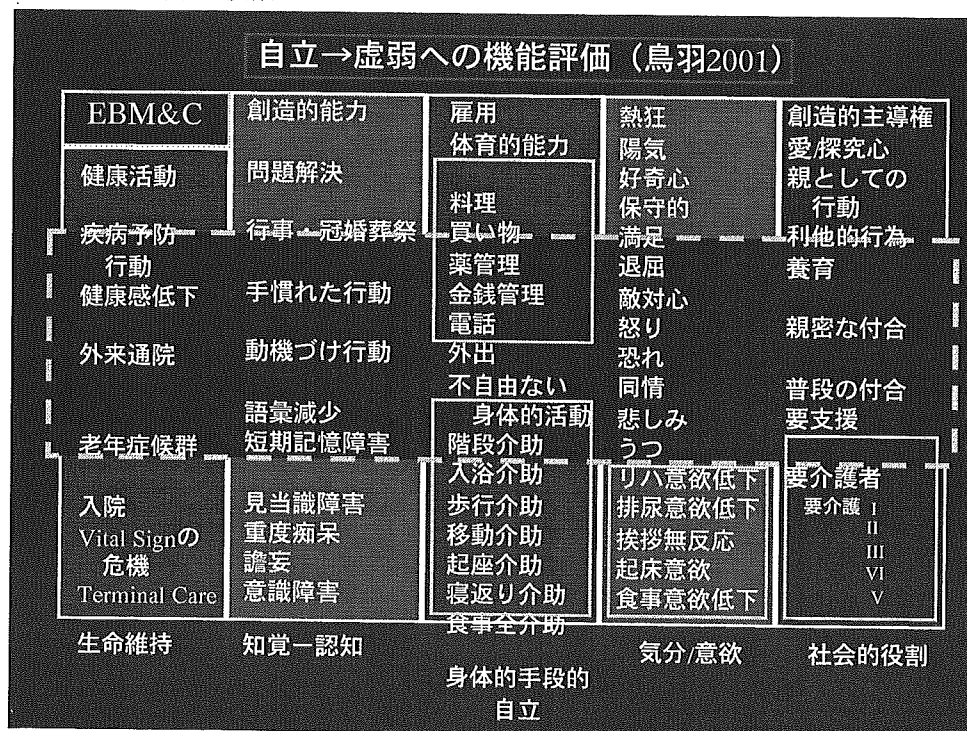 自立→虚弱への機能評価（鳥羽2001）
EBM&C
健康活動
疾病予防
行動
健康感低下
外来通院
老年症候群
入院
Vital Signの
危機
Terminal Care
生命維持
創造的能力
問題解決
行事・冠婚葬祭
手慣れた行動
動機づけ行動
語彙減少
短期記憶障害
見当識障害
重度痴呆
譫妄
意識障害
知覚ー認知
雇用
体育的能力
料理
買い物
薬管理
金銭管理
電話
外出
不自由ない
身体的活動
階段介助
入浴介助
歩行介助
移動介助
起座介助
寝返り介助
食事全介助
身体的手段的
自立
熱狂
陽気
好奇心
保守的
満足
退屈
敵対心
怒り
恐れ
同情
悲しみ
うつ
リハ意欲低下
排尿意欲低下
挨拶無反応
起床意欲
食事意欲低下
気分/意欲
創造的主導権
愛/探究心
親としての
行動
利他的行為
養育
親密な付合
普段の付合
要支援
要介護者
要介護 I
II
III
VI
V
社会的役割